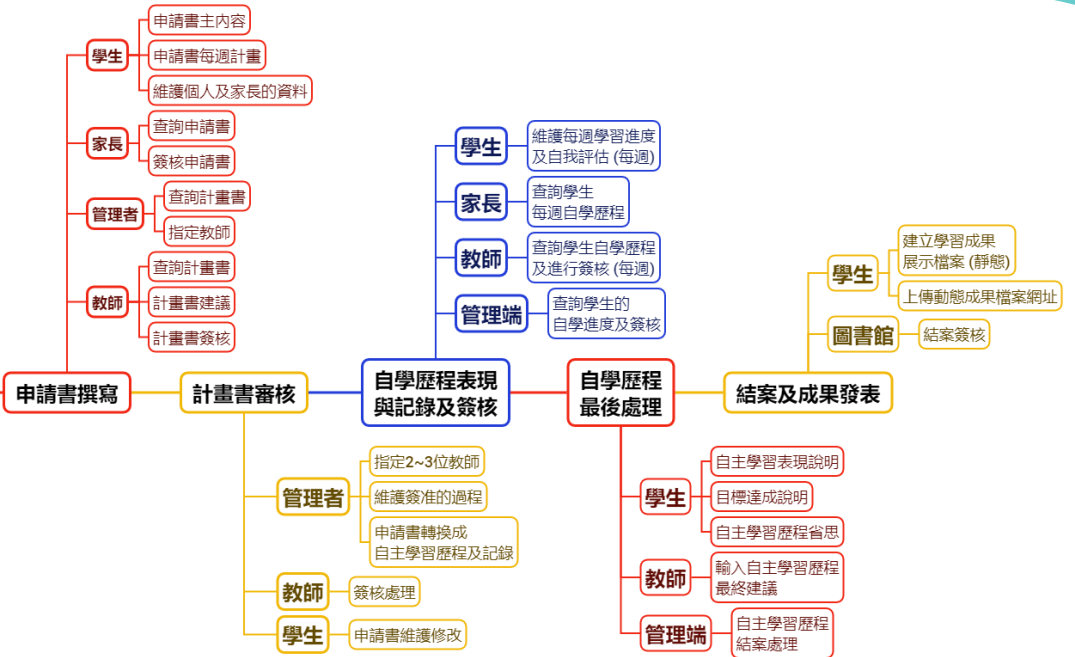 學生
申請書主內容
申請書每週計畫
維護個人及家長的資料
家長
查詢申請書
簽核申請書
管理者
查詢計畫書
指定教師
教師
查詢計畫書
計畫書建議
計畫書簽核
申請書撰寫
計畫書審核
管理者
指定2~3位教師
維護簽准的過程
申請書轉換成
自主學習歷程及記錄
教師
簽核處理
學生
申請書維護修改
學生
維護每週學習進度
及自我評估 (每週)
家長
查詢學生
每週自學歷程
教師
查詢學生自學歷程
及進行簽核 (每週)
管理端
查詢學生的
自學進度及簽核
自學歷程表現
與記錄及簽核
自學歷程
最後處理
學生
自主學習表現說明
目標達成說明
自主學習歷程省思
教師
輸入自主學習歷程
最終建議
管理端
自主學習歷程
結案處理
學生
建立學習成果
展示檔案 (靜態)
上傳動態成果檔案網址
圖書館
結案簽核
結案及成果發表